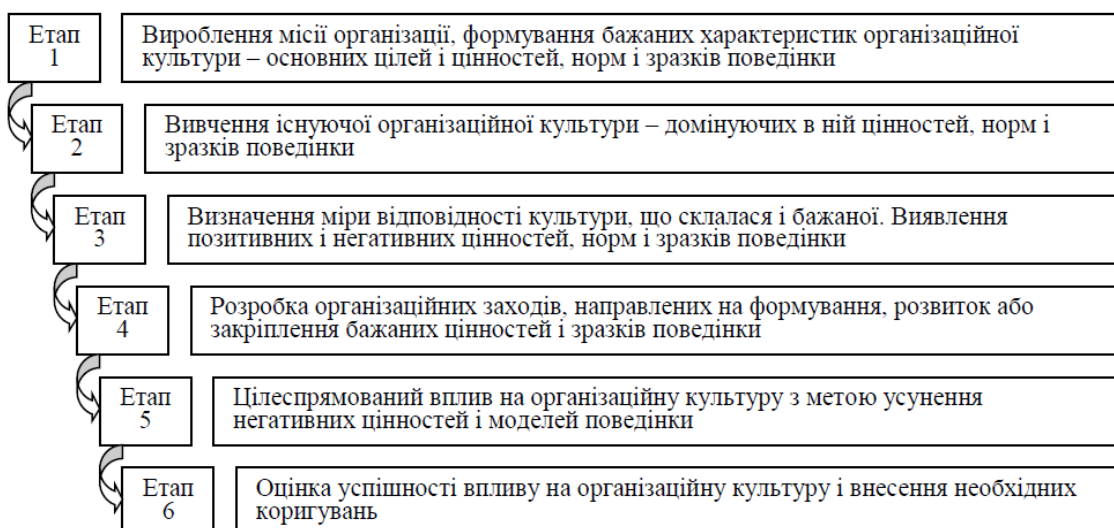 Етап
1
Вироблення місії організації, формування бажаних характеристик організаційної
культури – основних цілей і цінностей, норм і зразків поведінки
Етап
2
Вивчення існуючої організаційної культури – домінуючих в ній цінностей, норм і
зразків поведінки
Етап
3
Визначення міри відповідності культури, що склалася і бажаної. Виявлення
позитивних і негативних цінностей, норм і зразків поведінки
Етап
4
Розробка організаційних заходів, направлених на формування, розвиток або
закріплення бажаних цінностей і зразків поведінки
Етап
5
Цілеспрямований вплив на організаційну культуру з метою усунення
негативних цінностей і моделей поведінки
Етап
6
Оцінка успішності впливу на організаційну культуру і внесення необхідних
коригувань